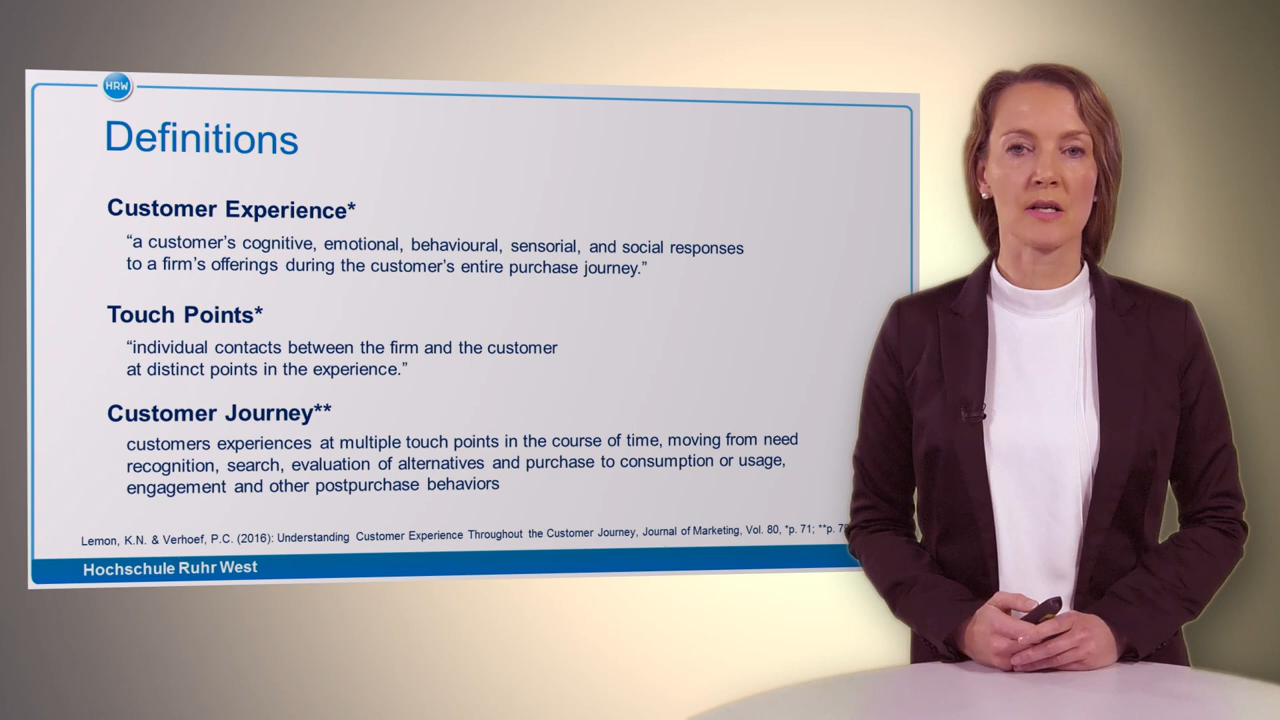 HRW
Definitions
Customer Experience*
“a customer’s cognitive, emotional, behavioural, sensorial, and social responses
to a firm’s offerings during the customer’s entire purchase journey.”
Touch Points*
“individual contacts between the firm and the customer
at distinct points in the experience.”
Customer Journey**
customers experiences at multiple touch points in the course of time, moving from need
recognition, search, evaluation of alternatives and purchase to consumption or usage,
engagement and other postpurchase behaviors
Lemon, K.N. & Verhoef, P.C. (2016): Understanding Customer Experience Throughout the Customer Journey, Journal of Marketing, Vol. 80, *p. 71; **p.
Hochschule Ruhr West